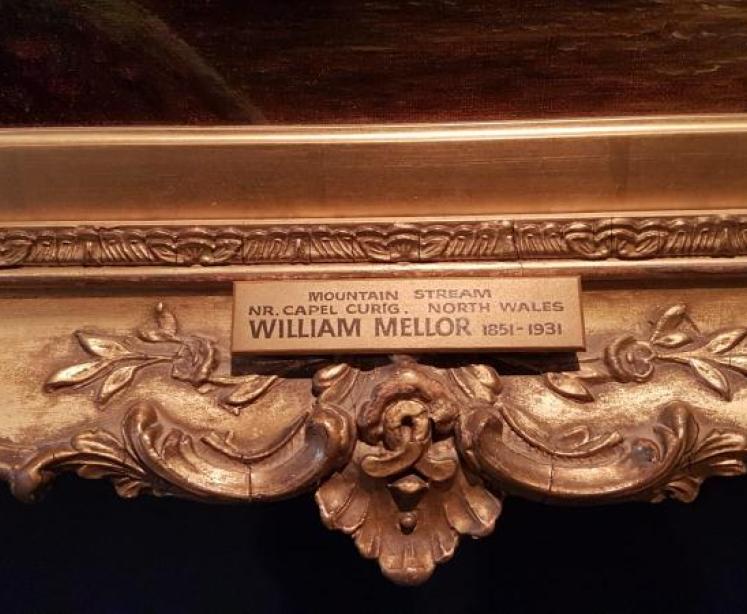 MOUNTAIN STREAM
NR. CAPEL CURIG. NORTH WALES
WILLIAM MELLOR 1851-1931